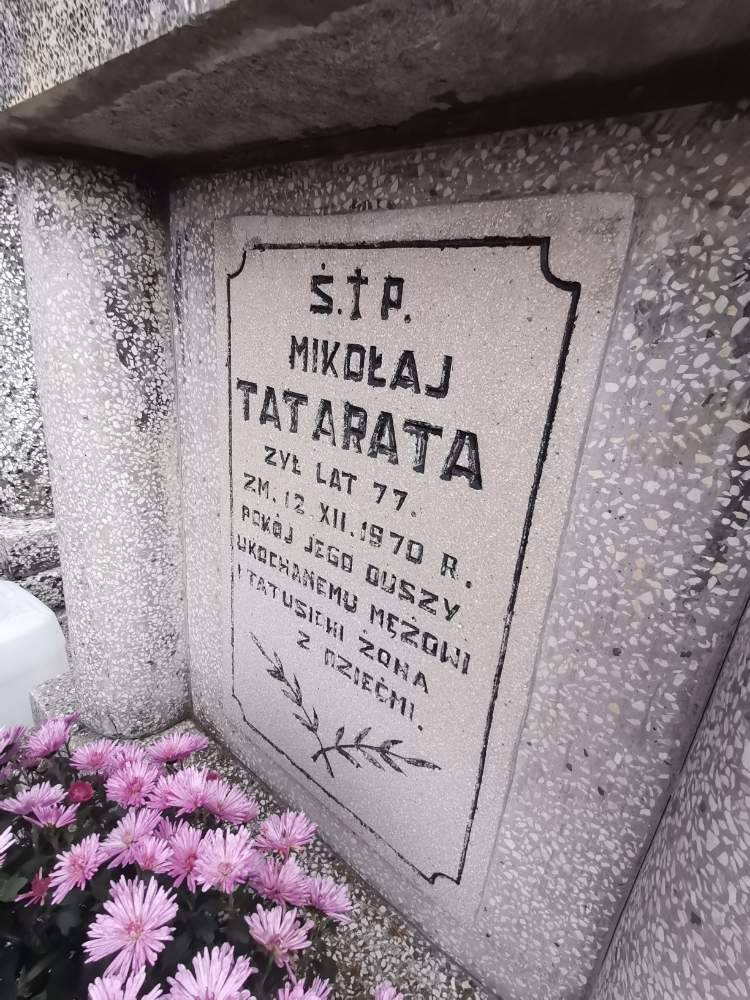 Ś.†P.
MIKOŁAJ
TATARATA
ŻYŁ LAT 77.
ZM. 12.XII.1970 R.
POKÓJ JEGO DUSZY
UKOCHANEMU MĘŻOWI
I TATUSIOWI ŻONA
Z DZIEĆMI.